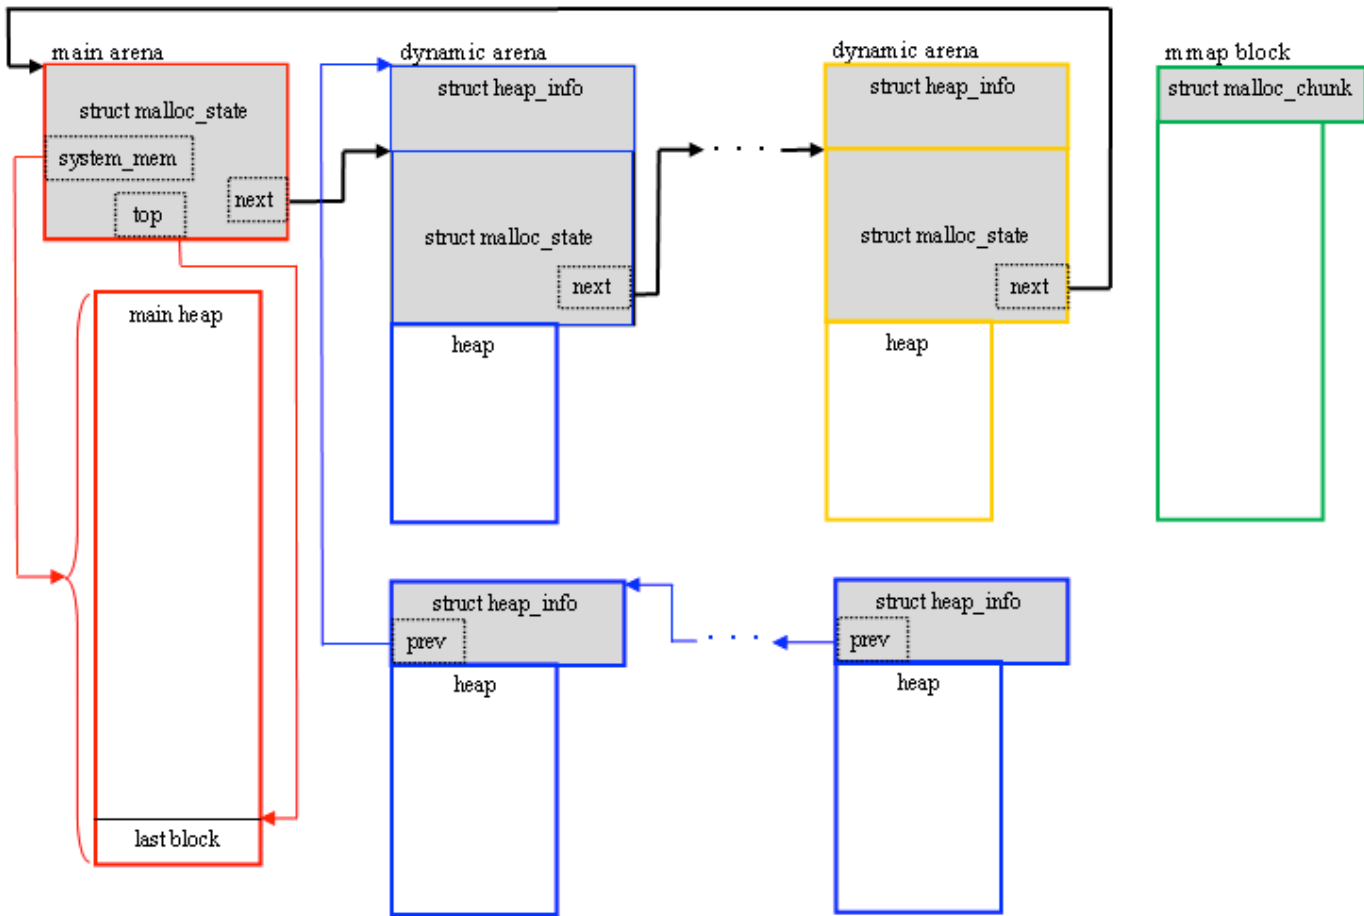 main arena
dynamic arena
dynamic arena
mmap block
struct malloc_state
system_mem
next
top
struct heap_info
struct malloc_state
next
heap
struct heap_info
struct malloc_state
next
heap
struct malloc_chunk
main heap
last block
struct heap_info
prev
heap
struct heap_info
prev
heap